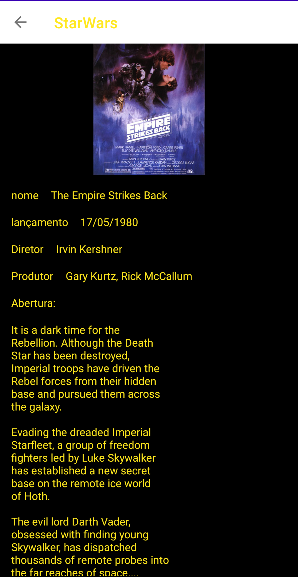 StarWars
THE
EMPIRE
STRIKES BACK
nome The Empire Strikes Back
lançamento 17/05/1980
Diretor Irvin Kershner
Produtor Gary Kurtz, Rick McCallum
Abertura:
It is a dark time for the
Rebellion. Although the Death
Star has been destroyed,
Imperial troops have driven the
Rebel forces from their hidden
base and pursued them across
the galaxy.
Evading the dreaded Imperial
Starfleet, a group of freedom
fighters led by Luke Skywalker
has established a new secret
base on the remote ice world
of Hoth.
The evil lord Darth Vader,
obsessed with finding young
Skywalker, has dispatched
thousands of remote probes into
the far reaches of space....